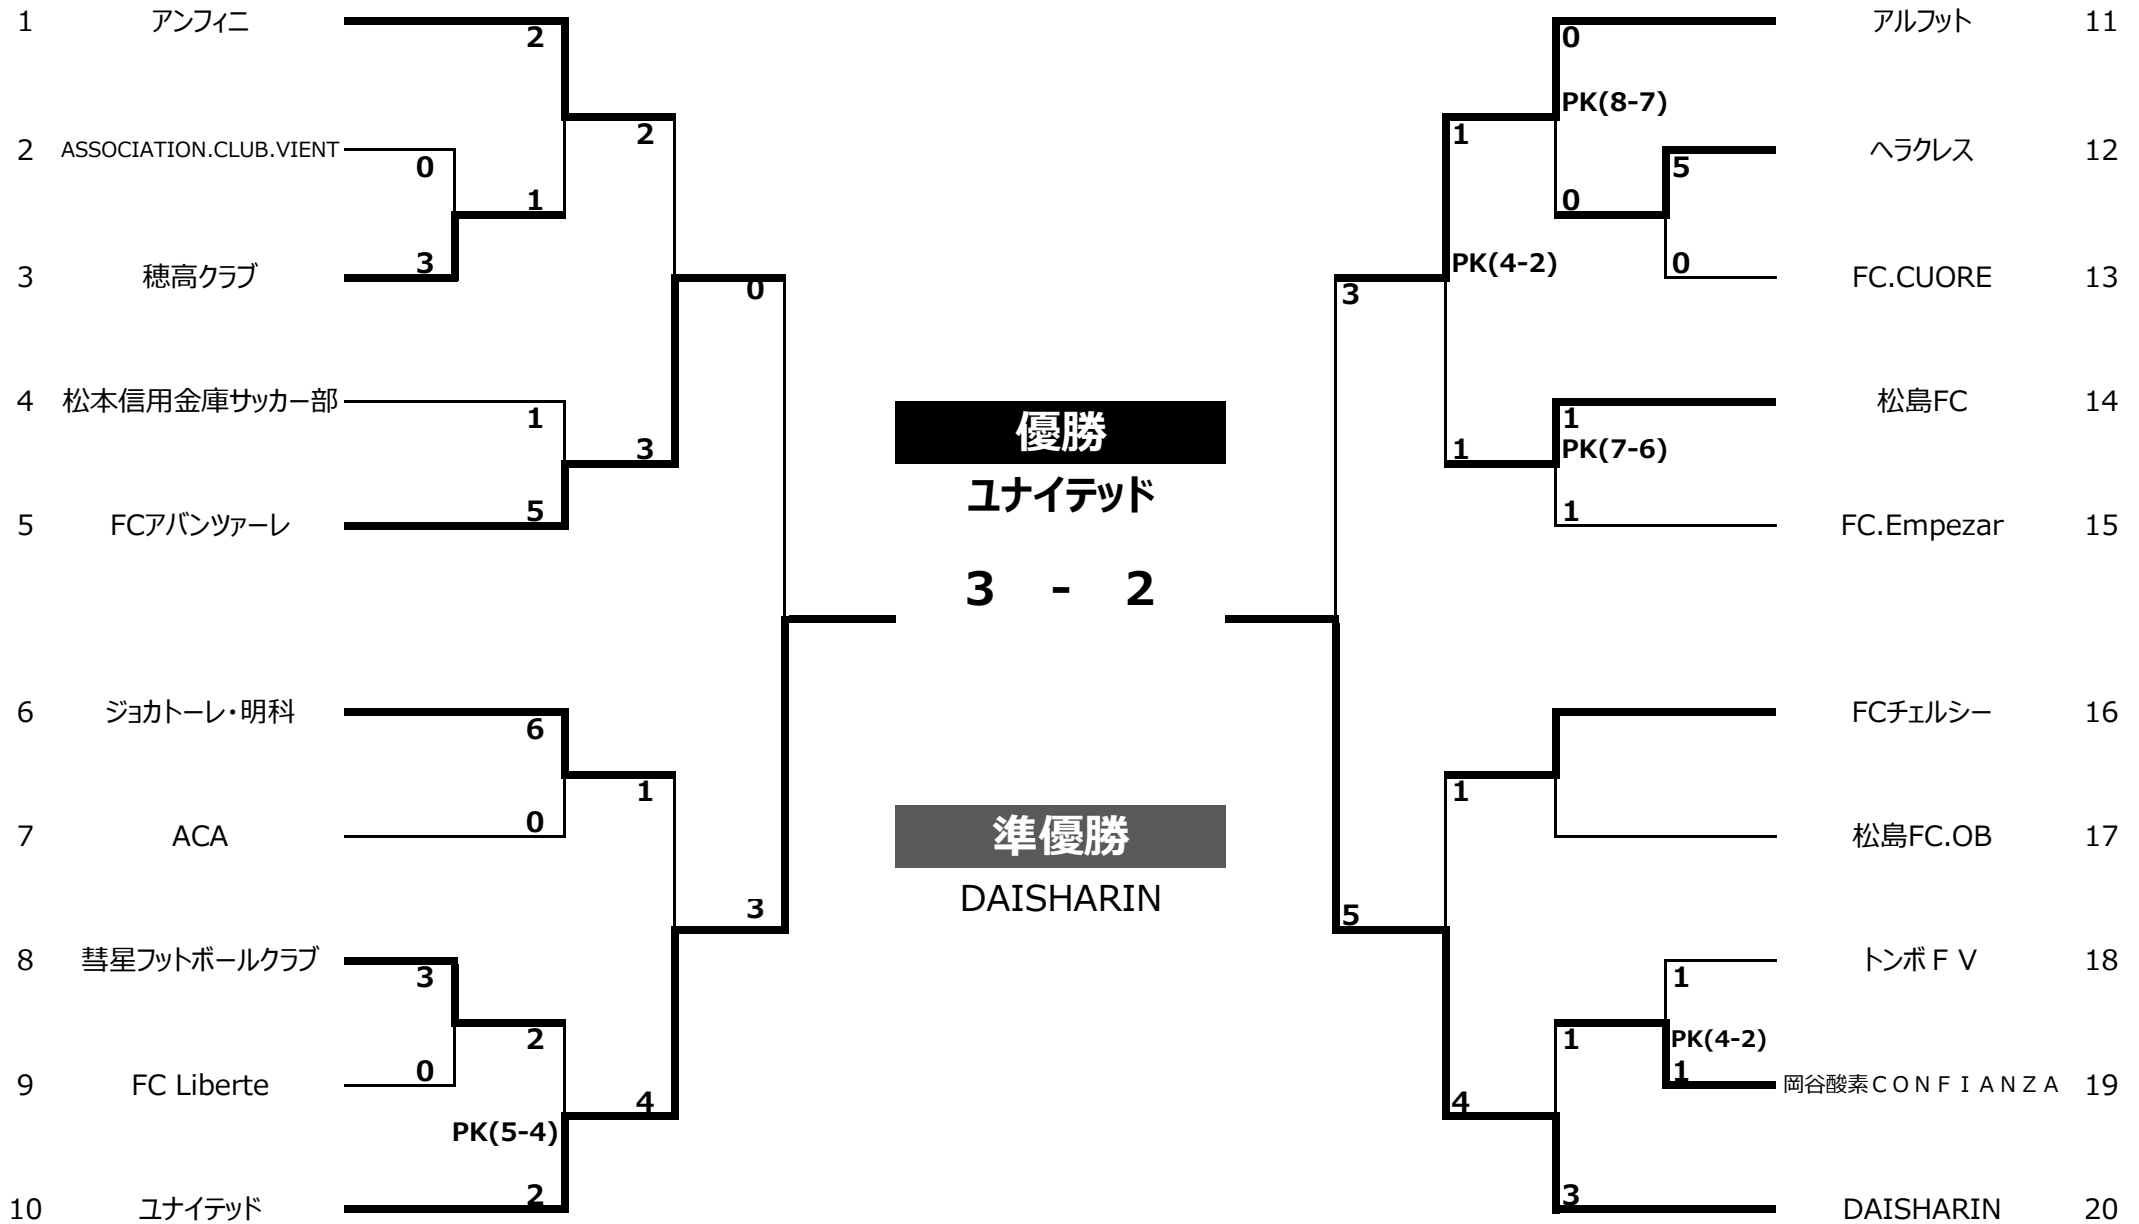 1 アンフィニ 2 0 アルフット 11
PK(8-7)
2 1
2 ASSOCIATION.CLUB.VIENT 0 5 ヘラクレス 12
1 0
3 穂高クラブ 3 PK(4-2) 0 FC.CUORE 13
0 3
4 松本信用金庫サッカー部 1 1 松島FC 14
優勝
3 1 PK(7-6)
ユナイテッド
5 FCアバンツァーレ 5 1 FC.Empezar 15
3 - 2
6 ジョカトーレ・明科 6 FCチェルシー 16
1 1
7 ACA 0 松島FC.OB 17
準優勝
DAISHARIN
3 5
8 彗星フットボールクラブ 3 1 トンボＦＶ 18
2 1 PK(4-2)
9 FC Liberte 0 1 岡谷酸素ＣＯＮＦＩＡＮＺＡ 19
4 4
PK(5-4)
10 ユナイテッド 2 3 DAISHARIN 20